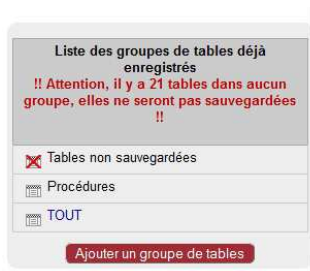 Liste des groupes de tables déjà
enregistrés
!! Attention, il y a 21 tables dans aucun
groupe, elles ne seront pas sauvegardées
!!
Tables non sauvegardées
Procédures
TOUT
Ajouter un groupe de tables